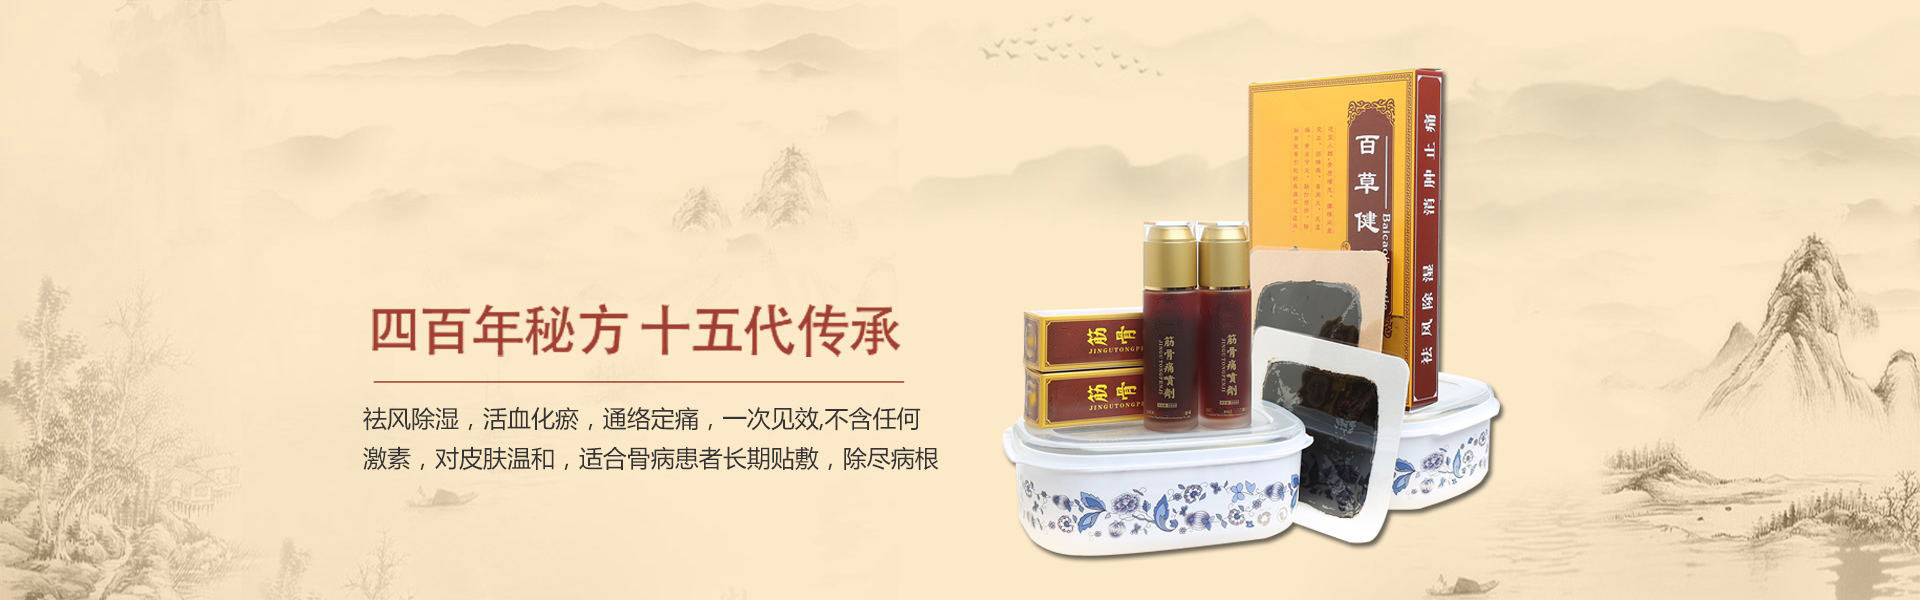 四百年秘方 十五代传承
祛风除湿，活血化瘀，通络定痛，一次见效,不含任何
激素，对皮肤温和，适合骨病患者长期贴敷，除尽病根
百草健
祛风除湿 消肿止痛
筋骨
JINGUTONGPE
筋骨
JINGUTONGPE
筋骨痛喷剂
JINGUTONGPENJI
筋骨痛喷剂
JINGUTONGPENJI